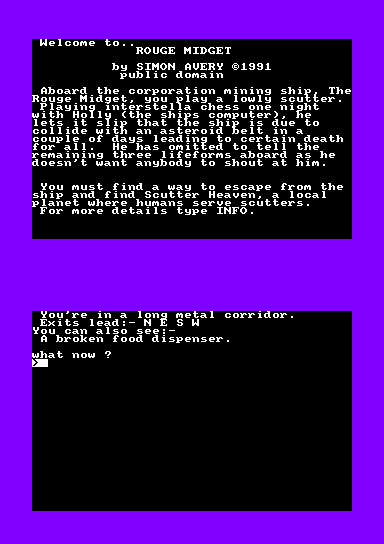 Welcome to..
ROUGE MIDGET
by SIMON AVERY ©1991
public domain
Aboard the corporation mining ship, The
Rouge Midget, you play a lowly scutter.
Playing interstella chess one night
with Holly (the ships computer), he
lets it slip that the ship is due to
collide with an asteroid belt in a
couple of days leading to certain death
for all. He has omitted to tell the
remaining three lifeforms aboard as he
doesn't want anybody to shout at him.
You must find a way to escape from the
ship and find Scutter Heaven, a local
planet where humans serve scutters.
For more details type INFO.
You're in a long metal corridor.
Exits lead:- N E S W
You can also see:-
A broken food dispenser.
what now ?
>